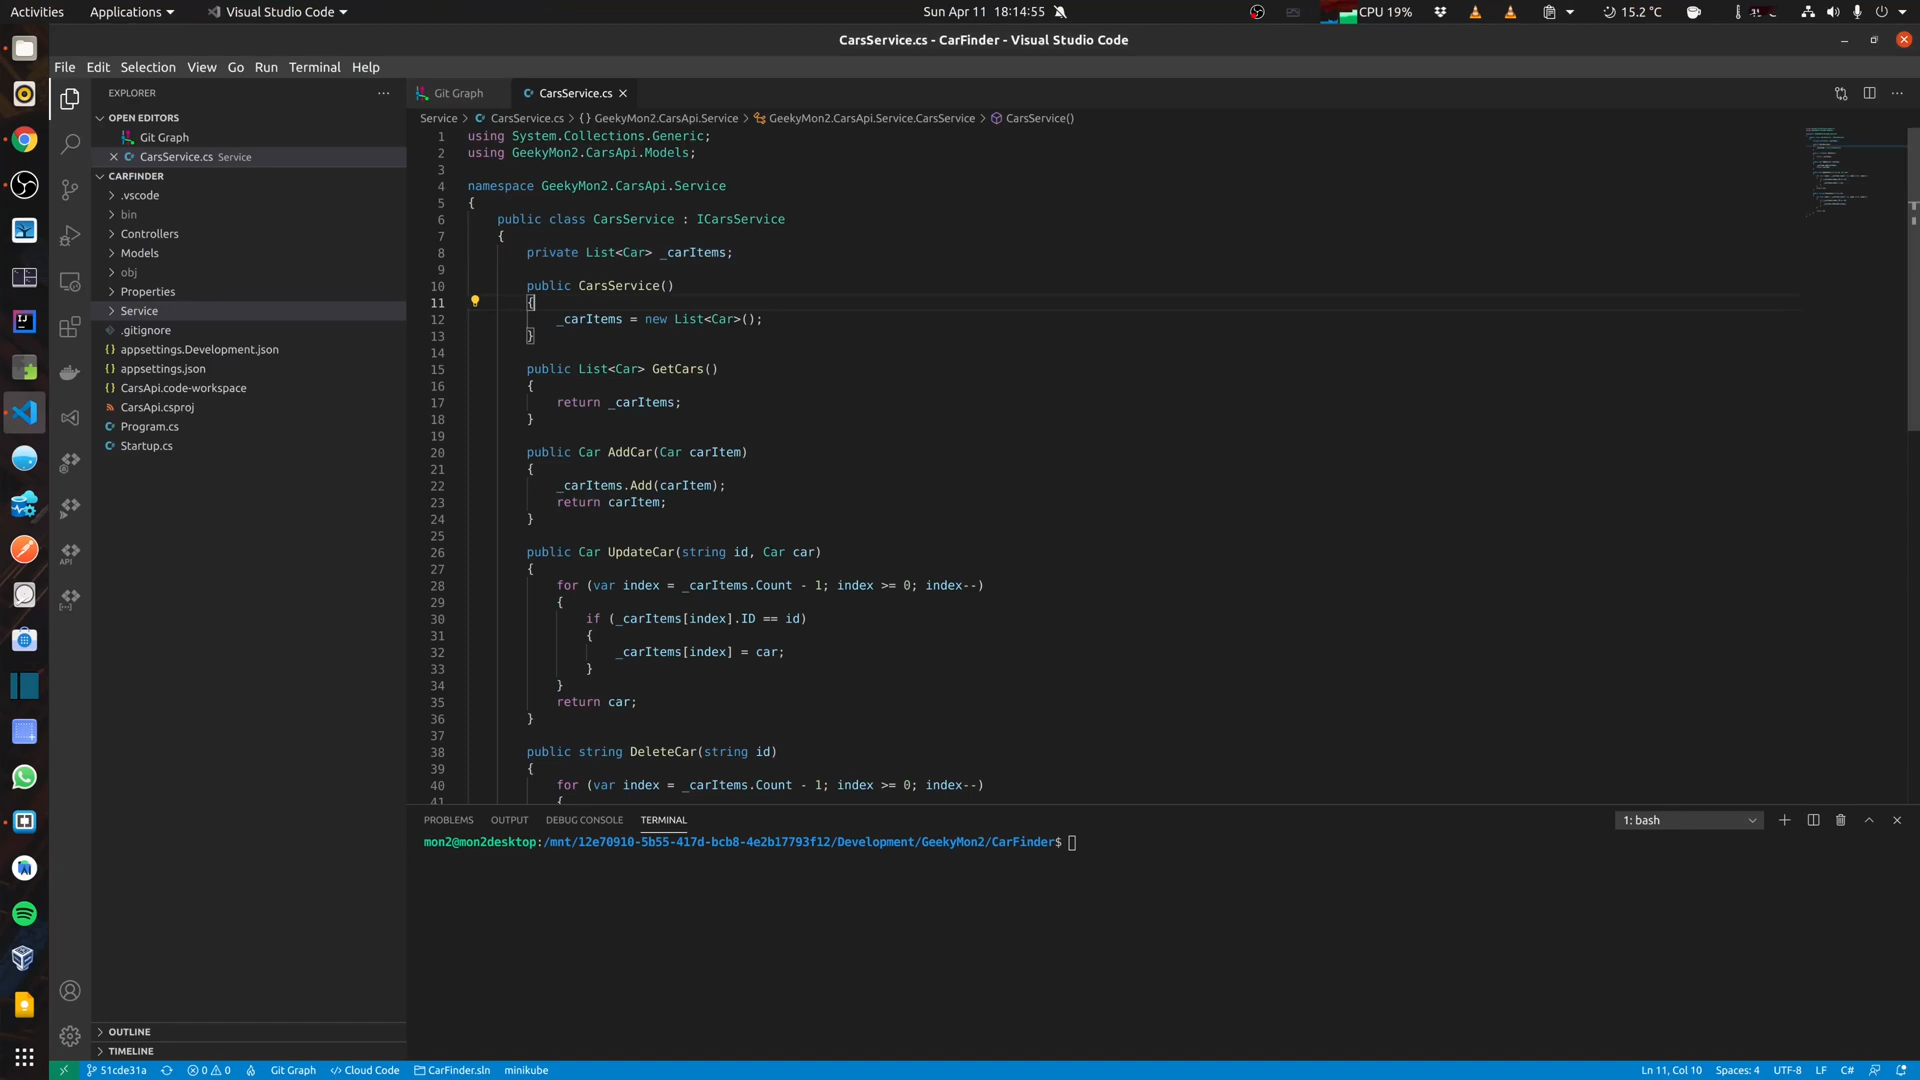 Activities Applications Visual Studio Code Sun Apr 11 18:14:55 CPU 19% 15.2 °C
CarsService.cs - CarFinder - Visual Studio Code
File Edit Selection View Go Run Terminal Help
EXPLORER
OPEN EDITORS
Git Graph
CarsService.cs Service
CARFINDER
.vscode
bin
Controllers
Models
obj
Properties
Service
.gitignore
appsettings.Development.json
appsettings.json
CarsApi.code-workspace
CarsApi.csproj
Program.cs
Startup.cs
OUTLINE
TIMELINE
API
Git Graph CarsService.cs
Service > CarsService.cs > {} GeekyMon2.CarsApi.Service > GeekyMon2.CarsApi.Service.CarsService > CarsService()
1 using System.Collections.Generic;
2 using GeekyMon2.CarsApi.Models;
3
4 namespace GeekyMon2.CarsApi.Service
5 {
6 public class CarsService : ICarsService
7 {
8 private List<Car> _carItems;
9
10 public CarsService()
11 {
12 _carItems = new List<Car>();
13 }
14
15 public List<Car> GetCars()
16 {
17 return _carItems;
18 }
19
20 public Car AddCar(Car carItem)
21 {
22 _carItems.Add(carItem);
23 return carItem;
24 }
25
26 public Car UpdateCar(string id, Car car)
27 {
28 for (var index = _carItems.Count - 1; index >= 0; index--)
29 {
30 if (_carItems[index].ID == id)
31 {
32 _carItems[index] = car;
33 }
34 }
35 return car;
36 }
37
38 public string DeleteCar(string id)
39 {
40 for (var index = _carItems.Count - 1; index >= 0; index--)
41 {
PROBLEMS OUTPUT DEBUG CONSOLE TERMINAL 1: bash
mon2@mon2desktop:/mnt/12e70910-5b55-417d-bcb8-4e2b17793f12/Development/GeekyMon2/CarFinder$
51cde31a 0 0 Git Graph Cloud Code CarFinder.sln minikube Ln 11, Col 10 Spaces: 4 UTF-8 LF C#